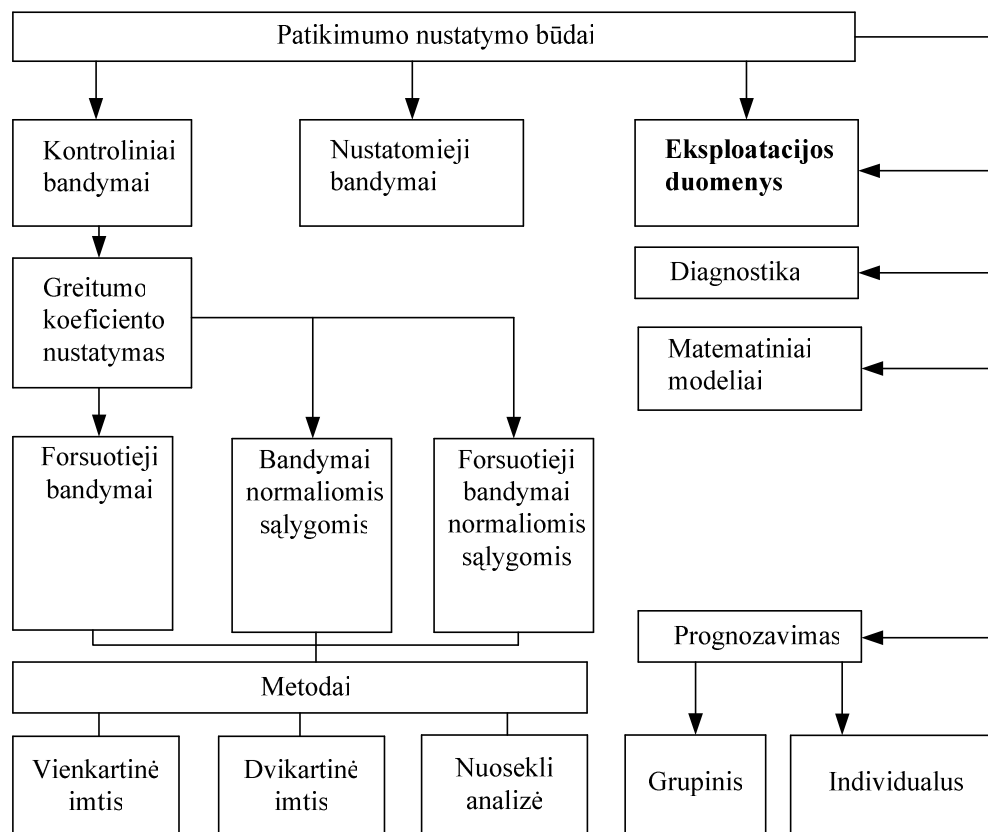 Patikimumo nustatymo būdai
Kontroliniai
bandymai
Nustatomieji
bandymai
Eksploatacijos
duomenys
Greitumo
koeficiento
nustatymas
Diagnostika
Matematiniai
modeliai
Forsuotieji
bandymai
Bandymai
normaliomis
sąlygomis
Forsuotieji
bandymai
normaliomis
sąlygomis
Prognozavimas
Metodai
Vienkartinė
imtis
Dvikartinė
imtis
Nuosekli
analizė
Grupinis
Individualus